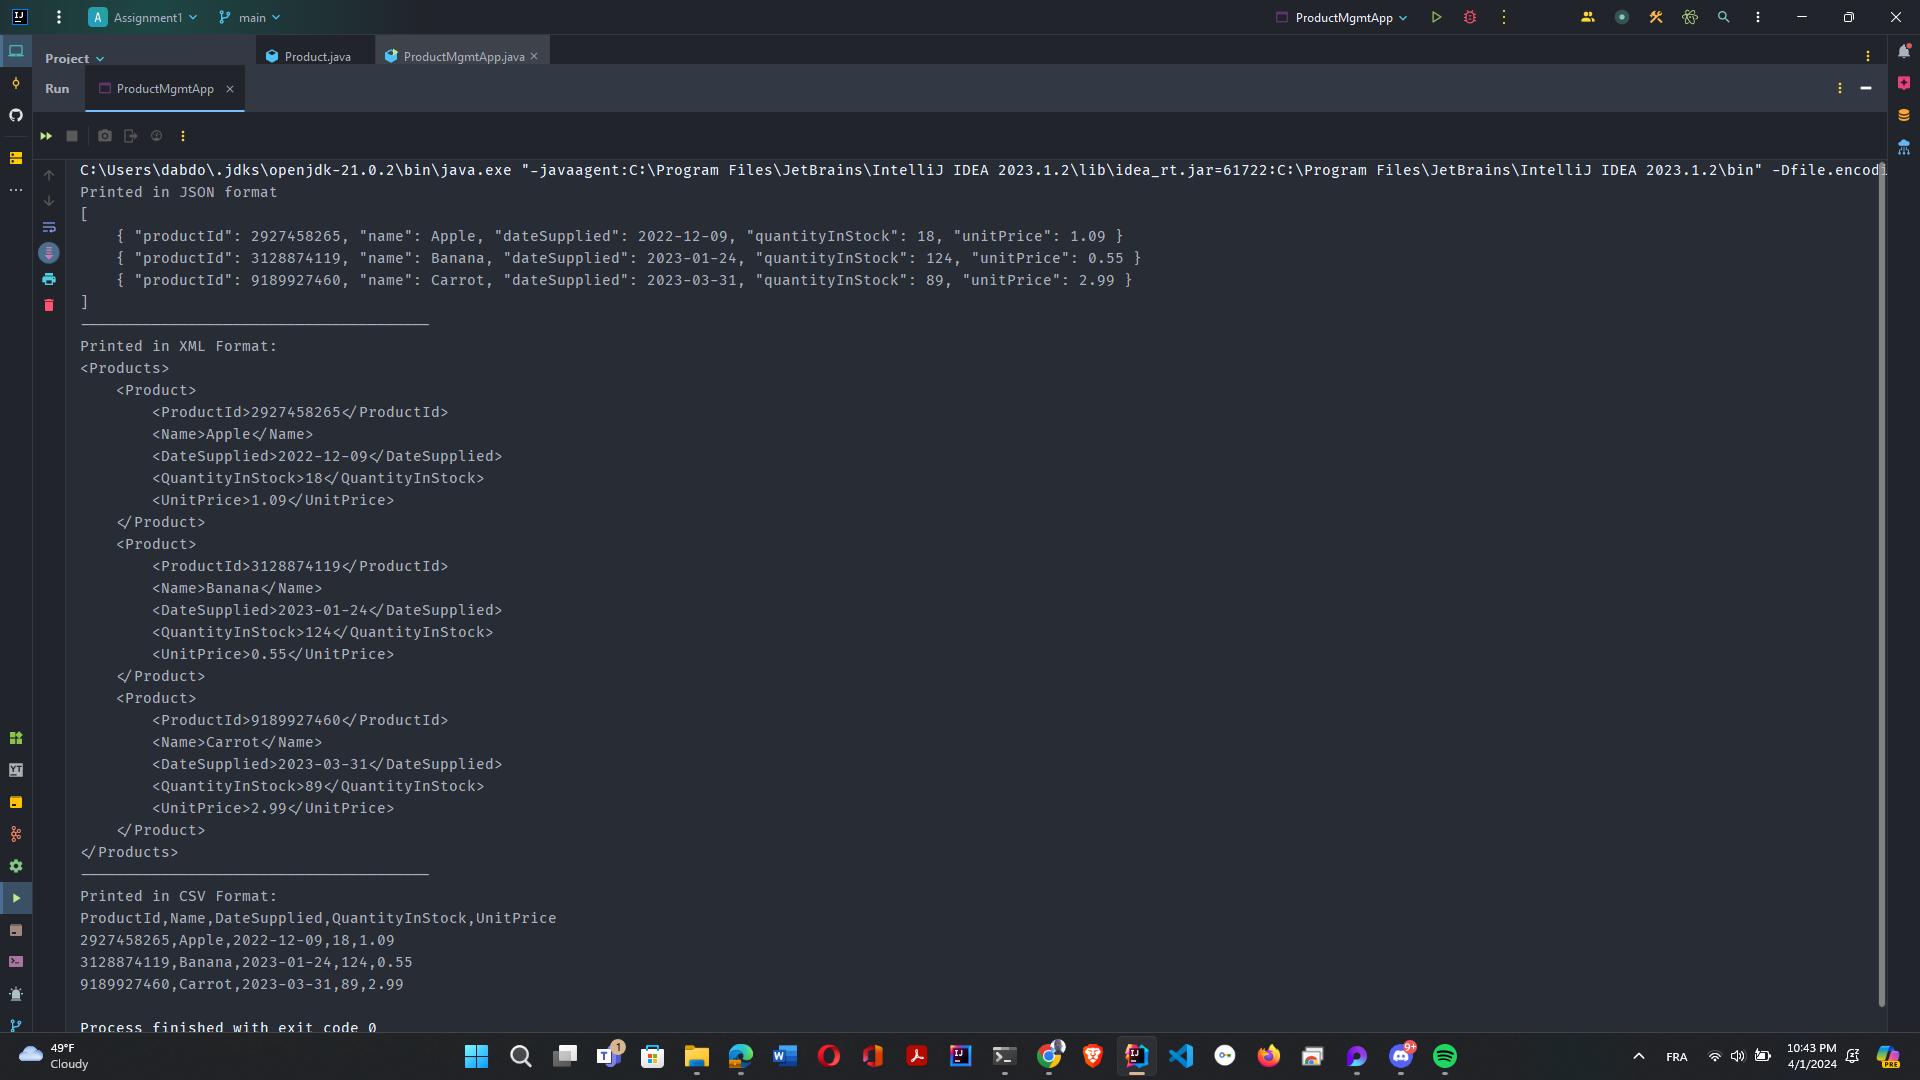 Assignment1
main
ProductMgmtApp
Project
Product.java
ProductMgmtApp.java
Run
ProductMgmtApp
C:\Users\dabdo\.jdks\openjdk-21.0.2\bin\java.exe "-javaagent:C:\Program Files\JetBrains\IntelliJ IDEA 2023.1.2\lib\idea_rt.jar=61722:C:\Program Files\JetBrains\IntelliJ IDEA 2023.1.2\bin" -Dfile.encodi
Printed in JSON format
[
    { "productId": 2927458265, "name": Apple, "dateSupplied": 2022-12-09, "quantityInStock": 18, "unitPrice": 1.09 }
    { "productId": 3128874119, "name": Banana, "dateSupplied": 2023-01-24, "quantityInStock": 124, "unitPrice": 0.55 }
    { "productId": 9189927460, "name": Carrot, "dateSupplied": 2023-03-31, "quantityInStock": 89, "unitPrice": 2.99 }
]
---------------------------------------
Printed in XML Format:
<Products>
    <Product>
        <ProductId>2927458265</ProductId>
        <Name>Apple</Name>
        <DateSupplied>2022-12-09</DateSupplied>
        <QuantityInStock>18</QuantityInStock>
        <UnitPrice>1.09</UnitPrice>
    </Product>
    <Product>
        <ProductId>3128874119</ProductId>
        <Name>Banana</Name>
        <DateSupplied>2023-01-24</DateSupplied>
        <QuantityInStock>124</QuantityInStock>
        <UnitPrice>0.55</UnitPrice>
    </Product>
    <Product>
        <ProductId>9189927460</ProductId>
        <Name>Carrot</Name>
        <DateSupplied>2023-03-31</DateSupplied>
        <QuantityInStock>89</QuantityInStock>
        <UnitPrice>2.99</UnitPrice>
    </Product>
</Products>
---------------------------------------
Printed in CSV Format:
ProductId,Name,DateSupplied,QuantityInStock,UnitPrice
2927458265,Apple,2022-12-09,18,1.09
3128874119,Banana,2023-01-24,124,0.55
9189927460,Carrot,2023-03-31,89,2.99
Process finished with exit code 0
49°F
Cloudy
FRA
10:43 PM
4/1/2024